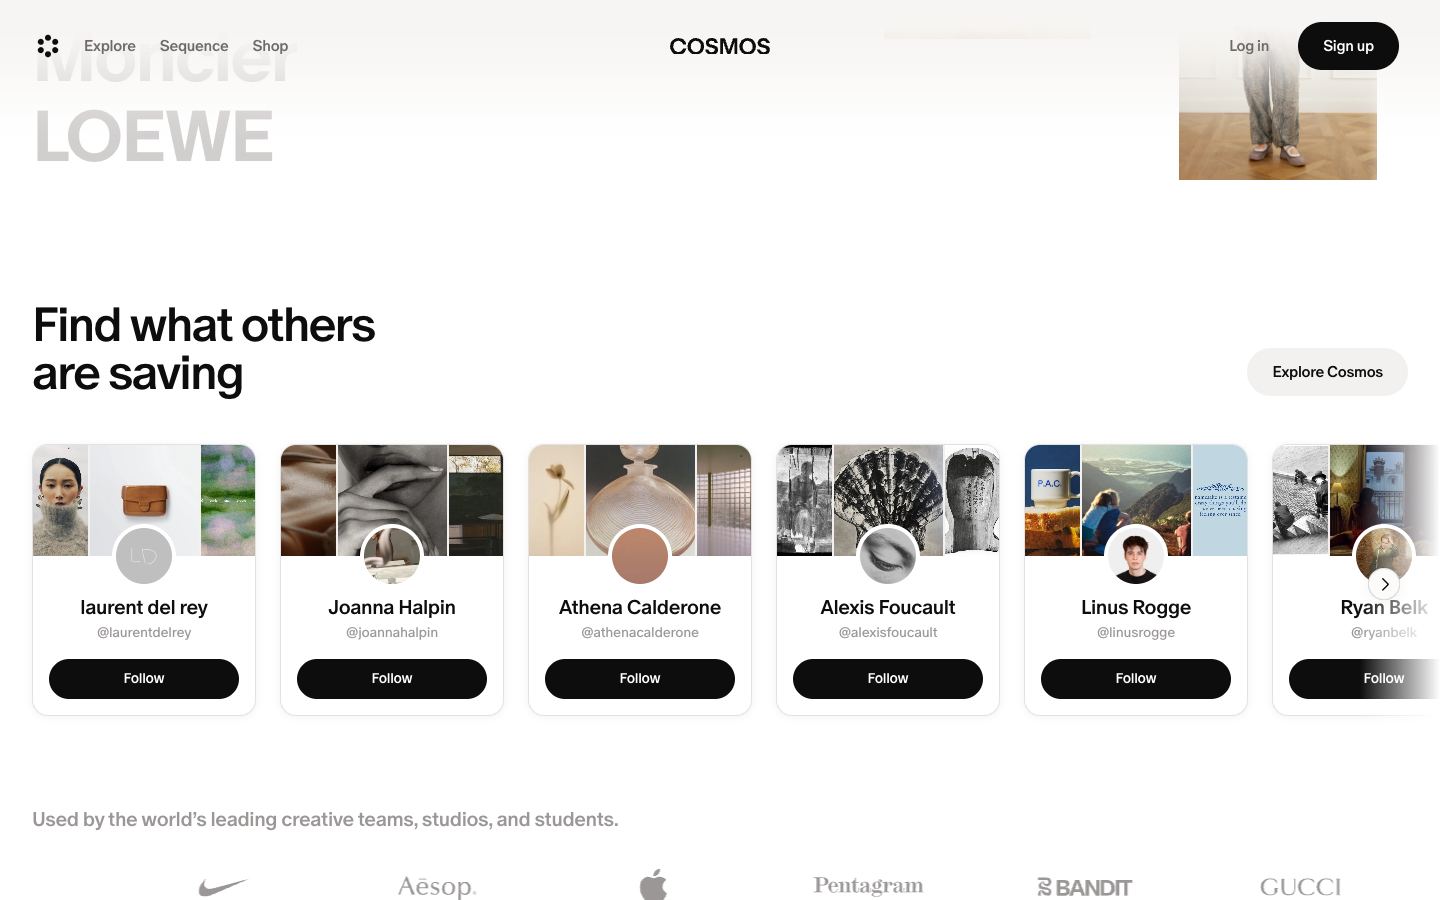 Explore Sequence Shop
COSMOS
Log in
Sign up
Moncler
LOEWE
Find what others
are saving
Explore Cosmos
LD
P.A.C.
laurent del rey
@laurentdelrey
Follow
Joanna Halpin
@joannahalpin
Follow
Athena Calderone
@athenacalderone
Follow
Alexis Foucault
@alexisfoucault
Follow
Linus Rogge
@linusrogge
Follow
Ryan Belk
@ryanbelk
Follow
Used by the world’s leading creative teams, studios, and students.
Aēsop.
Pentagram
BANDIT
GUCCI